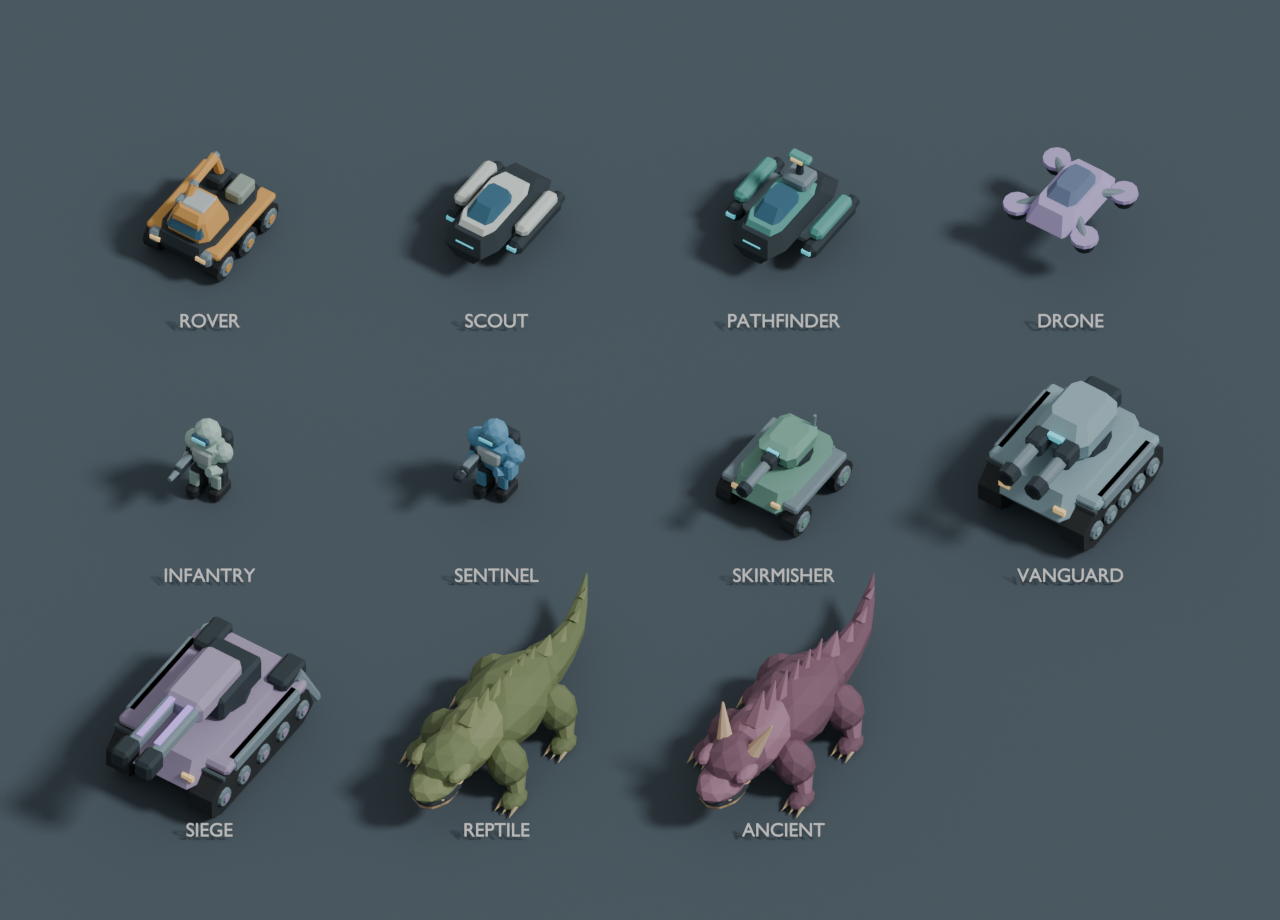 ROVER
SCOUT
PATHFINDER
DRONE
INFANTRY
SENTINEL
SKIRMISHER
VANGUARD
SIEGE
REPTILE
ANCIENT